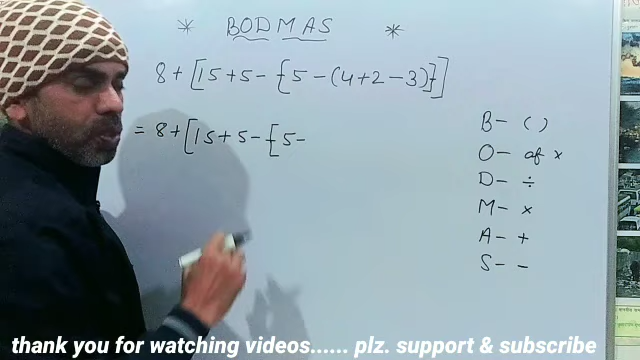 * BODMAS *
8+[15+5-{5-(4+2-3)}]
= 8+[15+5-{5-
B- ( )
O- of x
D- ÷
M- x
A- +
S- -
thank you for watching videos...... plz. support & subscribe